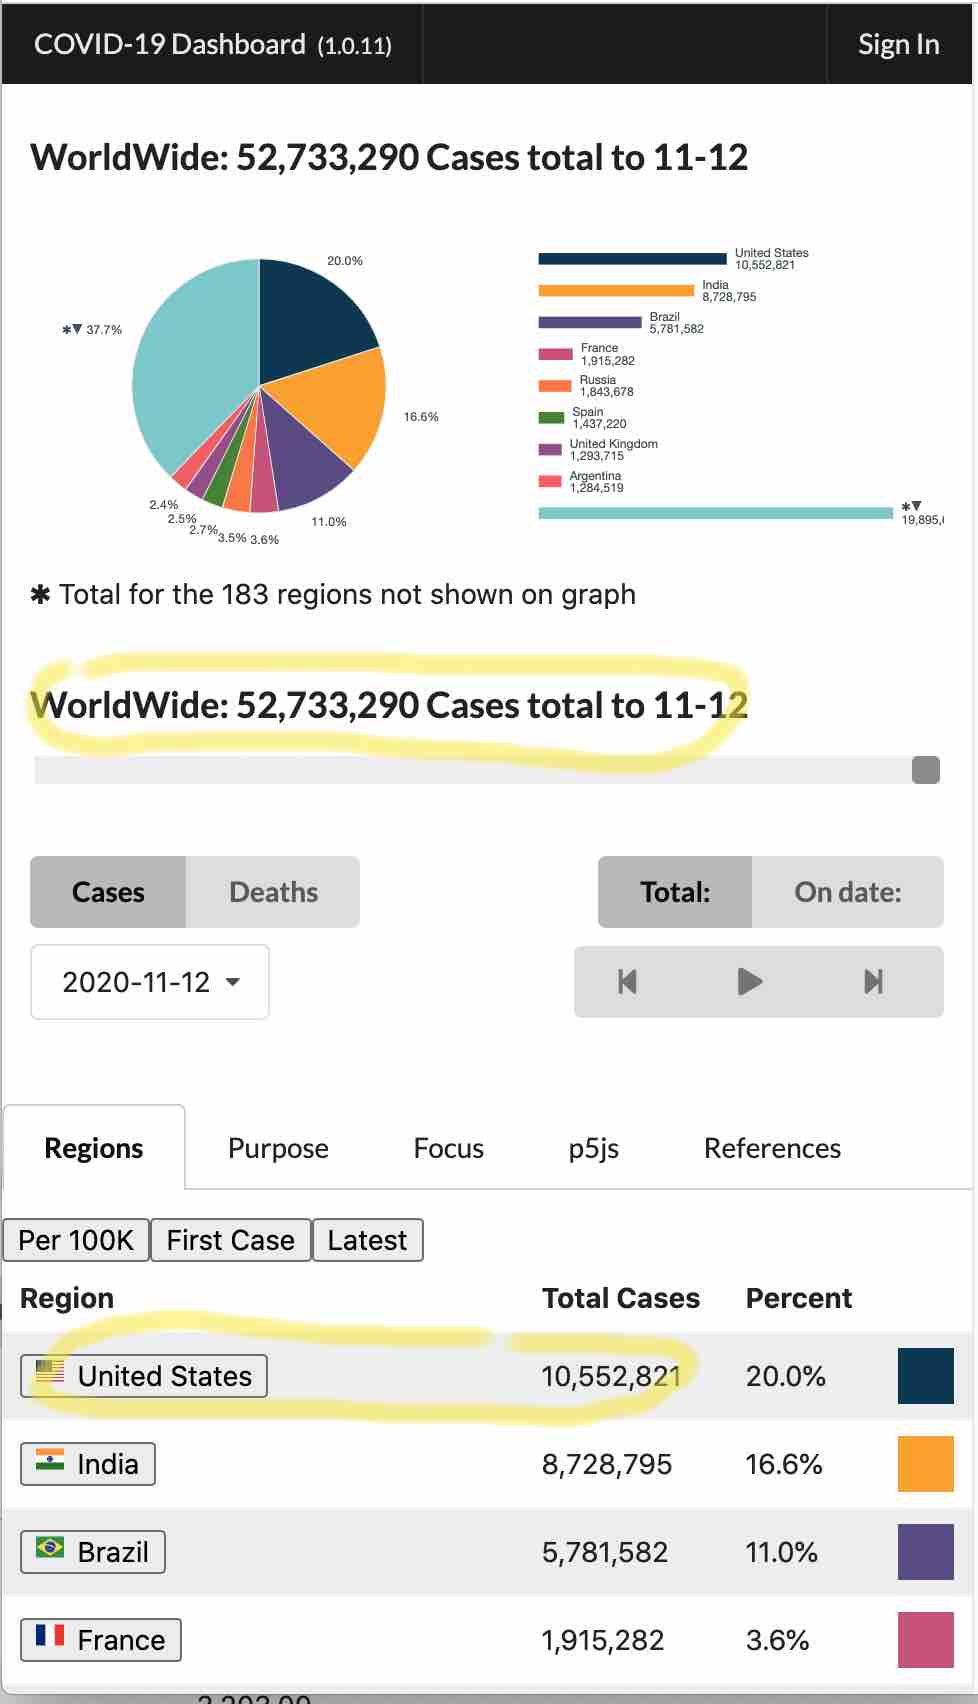 COVID-19 Dashboard (1.0.11) Sign In
WorldWide: 52,733,290 Cases total to 11-12
20.0%
16.6%
11.0%
3.6%
3.5%
2.7%
2.5%
2.4%
✱▼ 37.7%
United States
10,552,821
India
8,728,795
Brazil
5,781,582
France
1,915,282
Russia
1,843,678
Spain
1,437,220
United Kingdom
1,293,715
Argentina
1,284,519
✱▼
19,895,
✱ Total for the 183 regions not shown on graph
WorldWide: 52,733,290 Cases total to 11-12
Cases Deaths Total: On date:
2020-11-12
Regions Purpose Focus p5js References
Per 100K First Case Latest
Region Total Cases Percent
United States 10,552,821 20.0%
India 8,728,795 16.6%
Brazil 5,781,582 11.0%
France 1,915,282 3.6%